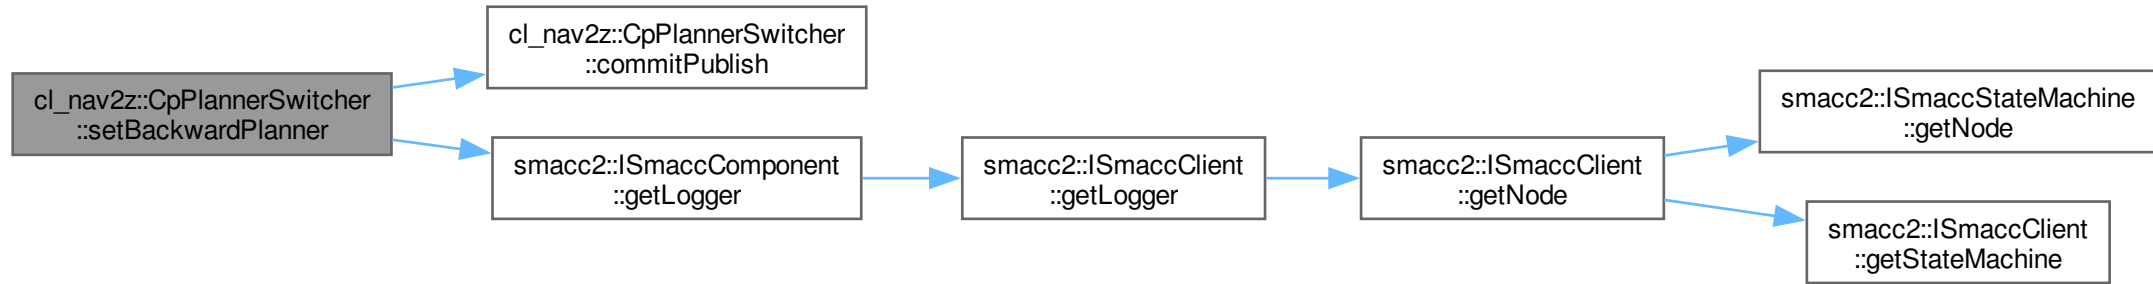 cl_nav2z::CpPlannerSwitcher
::setBackwardPlanner
cl_nav2z::CpPlannerSwitcher
::commitPublish
smacc2::ISmaccComponent
::getLogger
smacc2::ISmaccClient
::getLogger
smacc2::ISmaccClient
::getNode
smacc2::ISmaccStateMachine
::getNode
smacc2::ISmaccClient
::getStateMachine